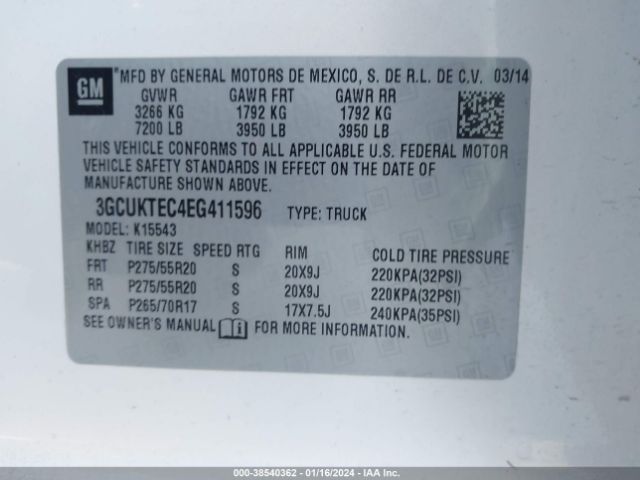 GM *MFD BY GENERAL MOTORS DE MEXICO, S. DE R.L. DE C.V. 03/14
GVWR GAWR FRT GAWR RR
3266 KG 1792 KG 1792 KG
7200 LB 3950 LB 3950 LB
THIS VEHICLE CONFORMS TO ALL APPLICABLE U.S. FEDERAL MOTOR
VEHICLE SAFETY STANDARDS IN EFFECT ON THE DATE OF
MANUFACTURE SHOWN ABOVE.
3GCUKTEC4EG411596 TYPE: TRUCK
MODEL: K15543
KHBZ TIRE SIZE SPEED RTG RIM COLD TIRE PRESSURE
FRT P275/55R20 S 20X9J 220KPA(32PSI)
RR P275/55R20 S 20X9J 220KPA(32PSI)
SPA P265/70R17 S 17X7.5J 240KPA(35PSI)
SEE OWNER'S MANUAL i FOR MORE INFORMATION.
000-38540362 | 01/16/2024 | IAAI.COM